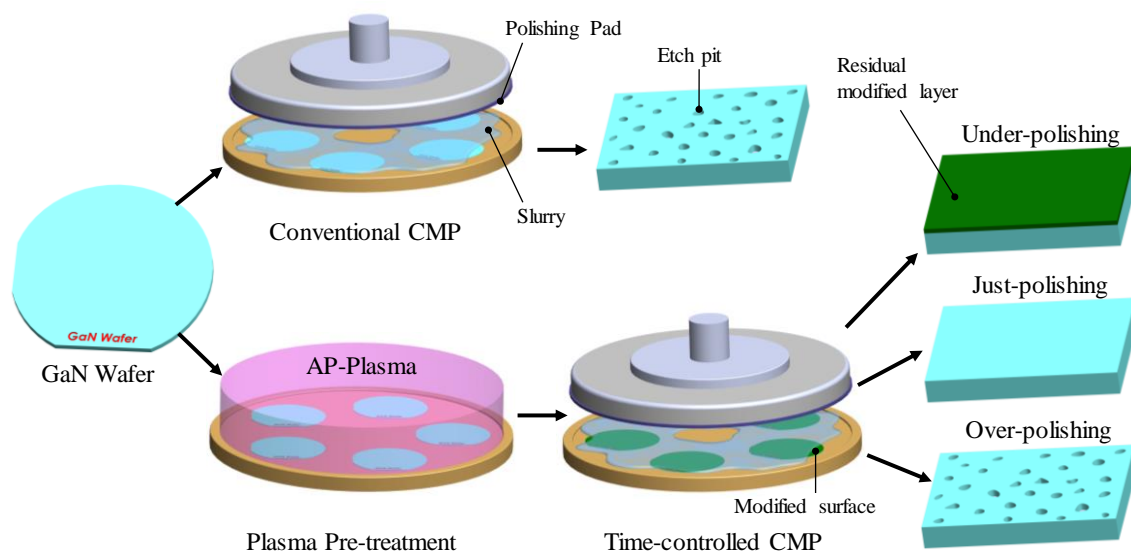 Polishing Pad
Etch pit
Residual
modified layer
Under-polishing
Slurry
Conventional CMP
Just-polishing
GaN Wafer
GaN Wafer
AP-Plasma
Over-polishing
Modified surface
Plasma Pre-treatment
Time-controlled CMP